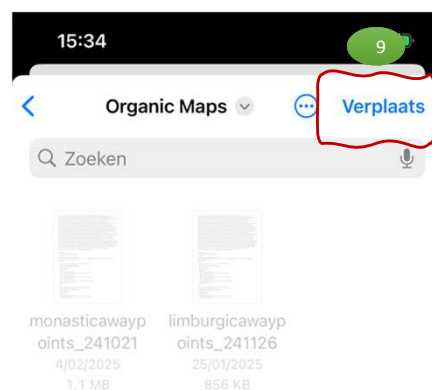 15:34
9
Organic Maps
Verplaats
Zoeken
monasticawayp
oints_241021
4/02/2025
1,1 MB
limburgicawayp
oints_241126
25/01/2025
856 KB